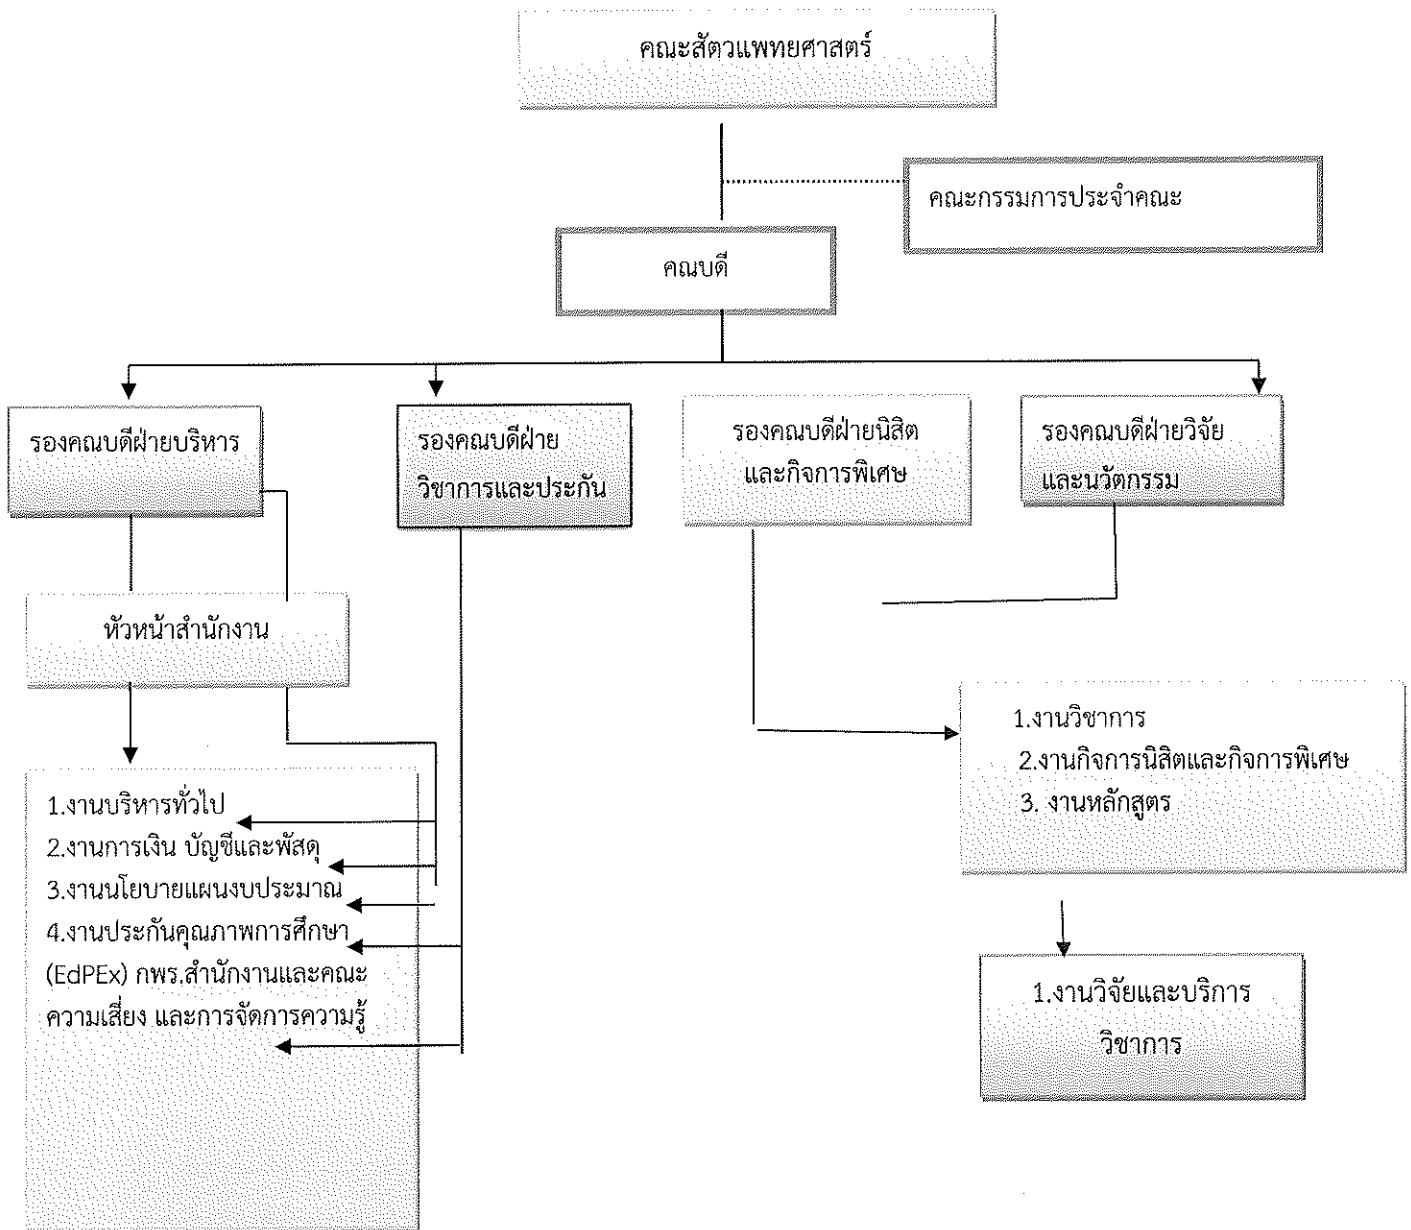 คณะสัตวแพทยศาสตร์
คณะกรรมการประจำคณะ
คณบดี
รองคณบดีฝ่ายบริหาร
รองคณบดีฝ่าย
วิชาการและประกัน
รองคณบดีฝ่ายนิสิต
และกิจการพิเศษ
รองคณบดีฝ่ายวิจัย
และนวัตกรรม
หัวหน้าสำนักงาน
1.งานบริหารทั่วไป
2.งานการเงิน บัญชีและพัสดุ
3.งานนโยบายแผนงบประมาณ
4.งานประกันคุณภาพการศึกษา
(EdPEx) กพร.สำนักงานและคณะ
ความเสี่ยง และการจัดการความรู้
1.งานวิชาการ
2.งานกิจการนิสิตและกิจการพิเศษ
3. งานหลักสูตร
1.งานวิจัยและบริการ
วิชาการ